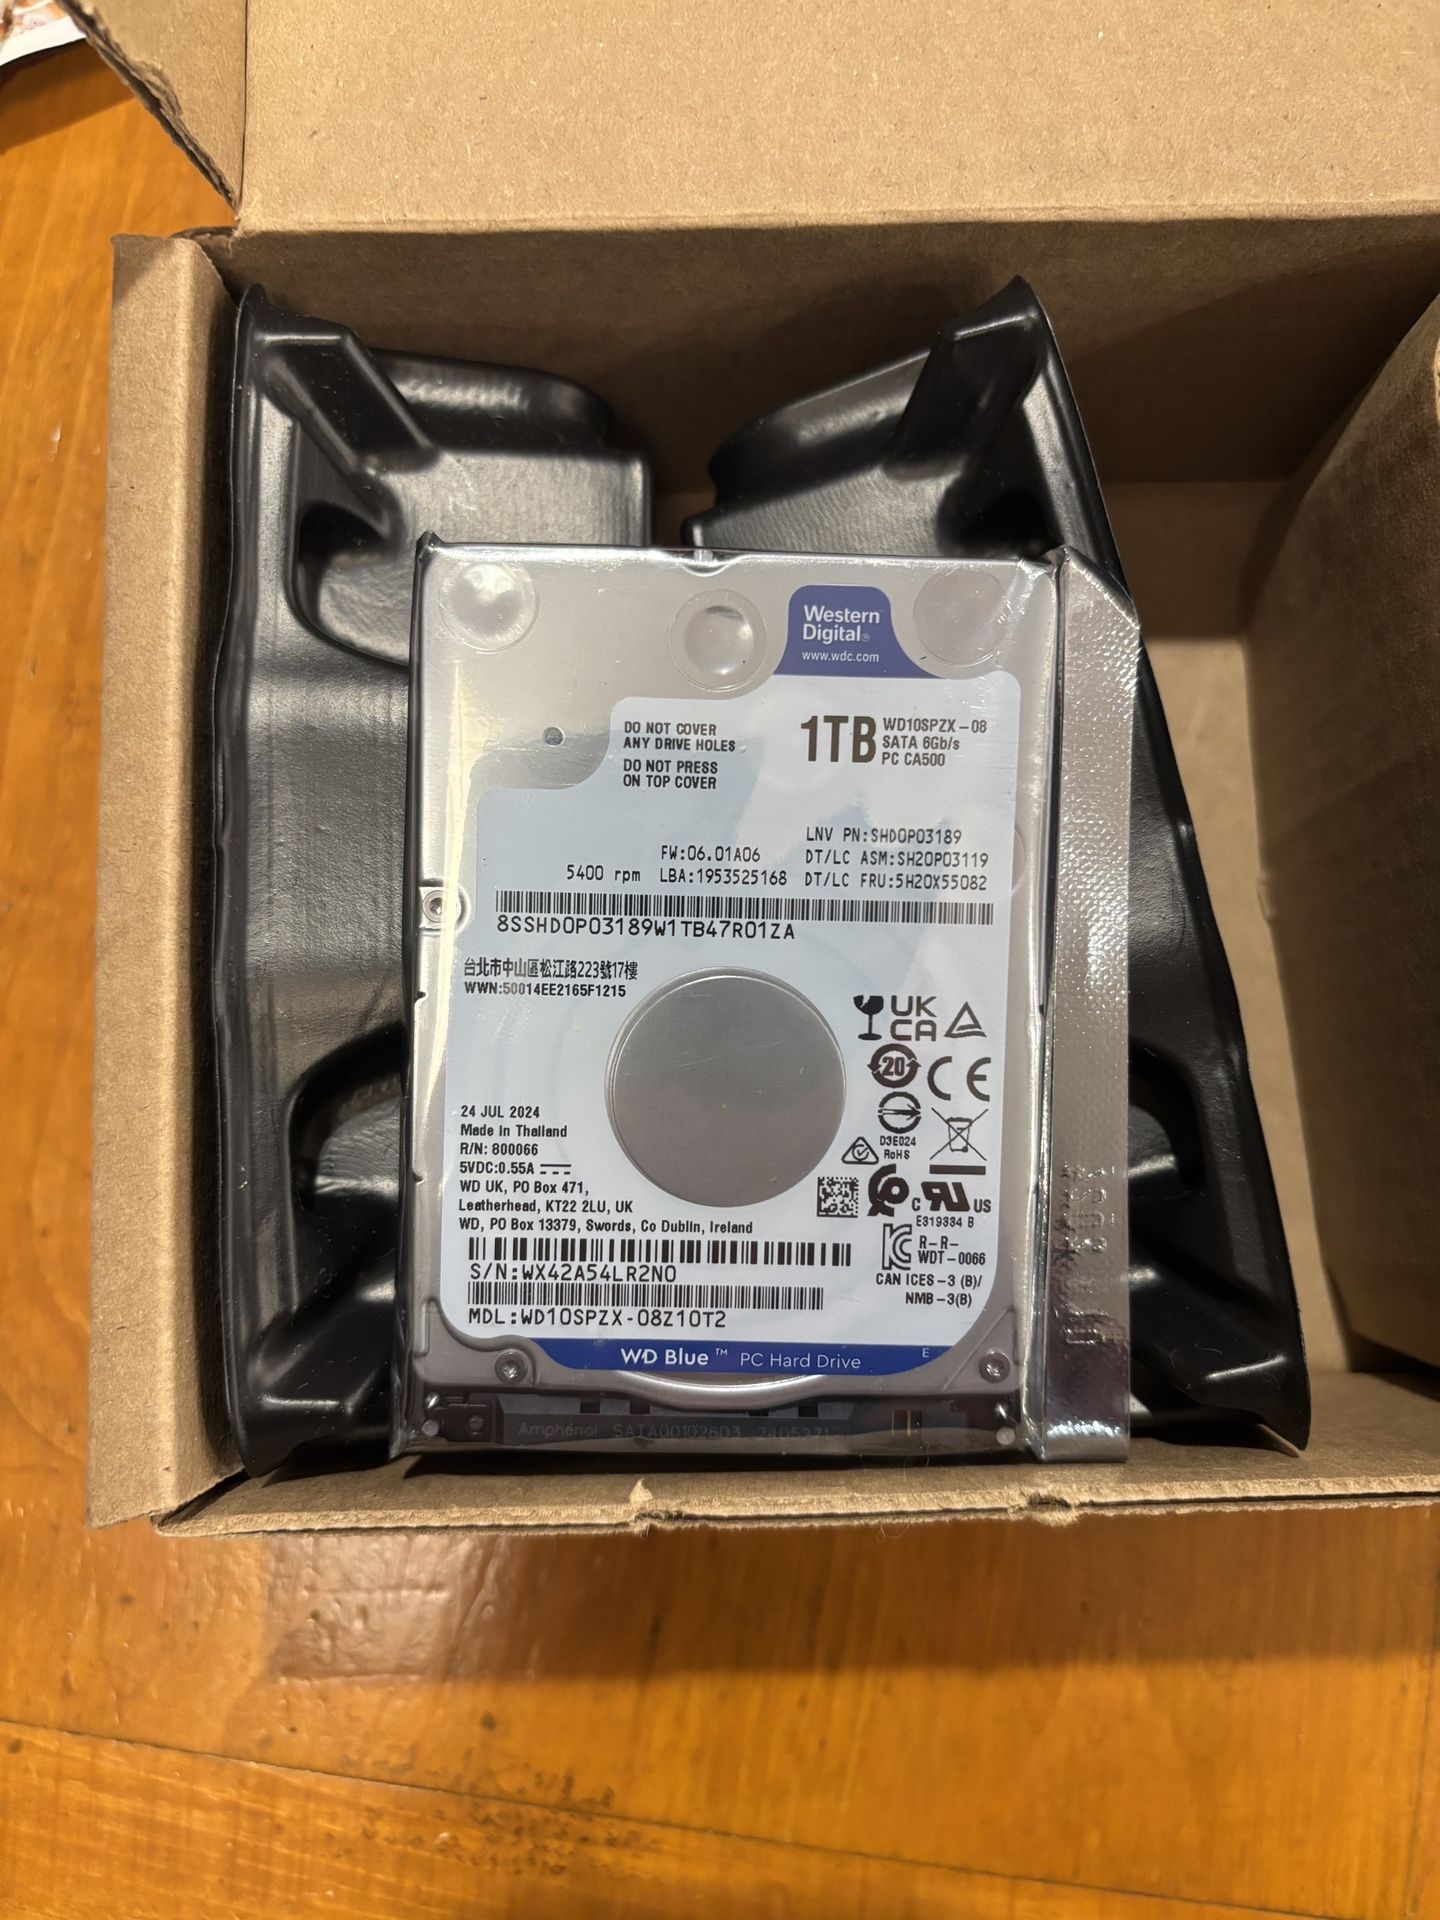 Western
Digital®
www.wdc.com
DO NOT COVER
ANY DRIVE HOLES
DO NOT PRESS
ON TOP COVER
1TB
WD10SPZX-08
SATA 6Gb/s
PC CA500
LNV PN:SHD0P03189
FW:06.01A06 DT/LC ASM:SH20P03119
5400 rpm LBA:1953525168 DT/LC FRU:5H20X55082
8SSHD0P03189W1TB47R01ZA
台北市中山區松江路223號17樓
WWN:50014EE2165F1215
UK
CA
20
CE
D3E024
RoHS
24 JUL 2024
Made in Thailand
R/N: 800066
5VDC:0.55A
WD UK, PO Box 471,
Leatherhead, KT22 2LU, UK
WD, PO Box 13379, Swords, Co Dublin, Ireland
C US
E319334 B
R-R-
WDT-0066
CAN ICES-3 (B)/
NMB-3(B)
S/N:WX42A54LR2N0
MDL:WD10SPZX-08Z10T2
WD Blue™ PC Hard Drive
E
Amphenol SATA00102603 2405271